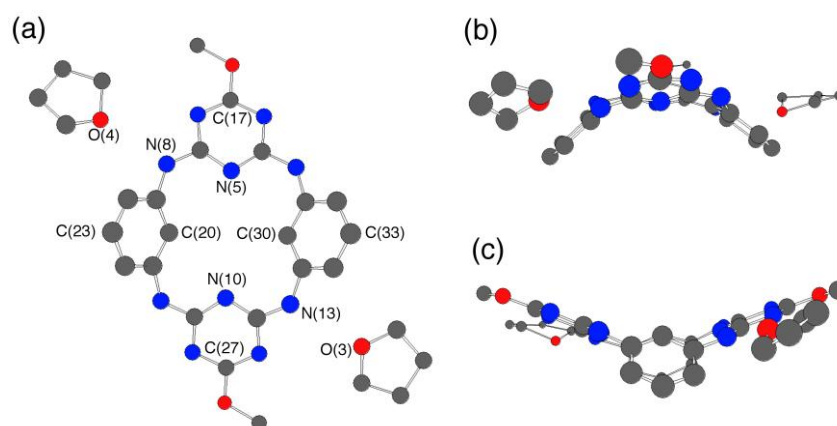 (a)
(b)
C(17)
O(4)
N(8)
N(5)
C(23)
C(20)
C(30)
C(33)
(c)
N(10)
N(13)
C(27)
O(3)